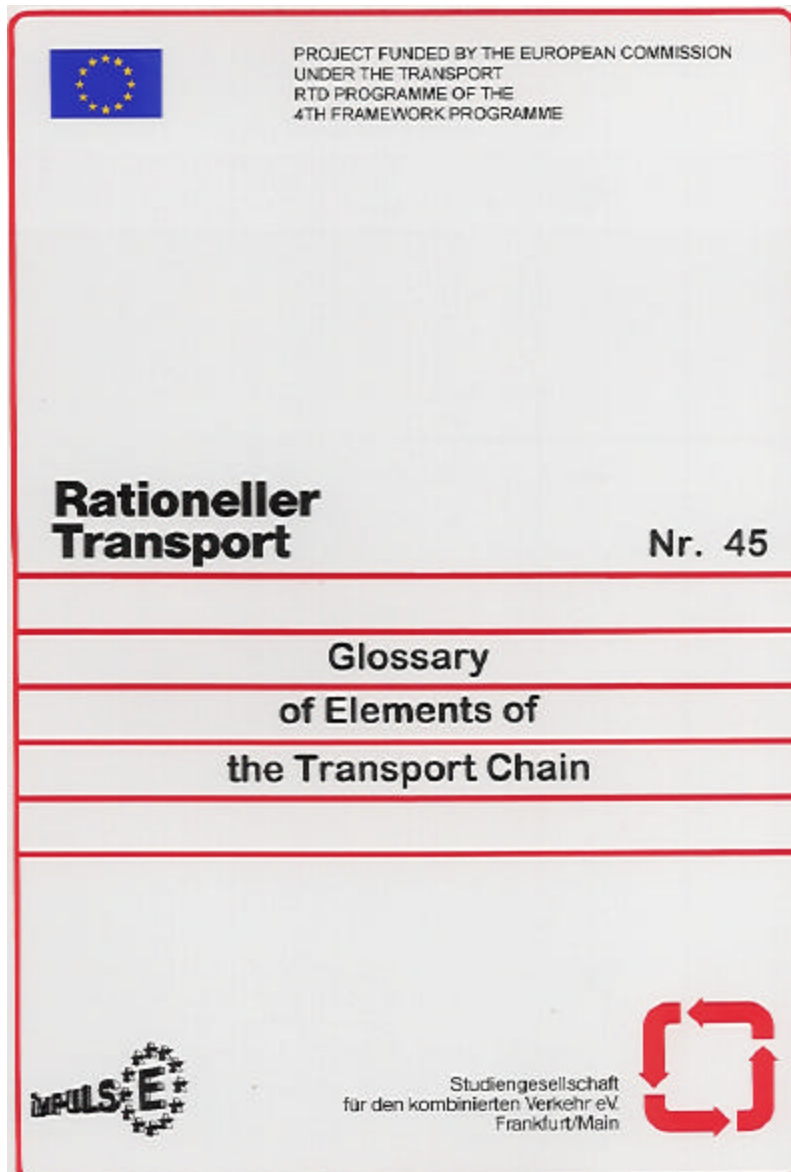 PROJECT FUNDED BY THE EUROPEAN COMMISSION
UNDER THE TRANSPORT
RTD PROGRAMME OF THE
4TH FRAMEWORK PROGRAMME
Rationeller
Transport
Nr. 45
Glossary
of Elements of
the Transport Chain
IMPULS E
Studiengesellschaft
für den kombinierten Verkehr eV.
Frankfurt/Main